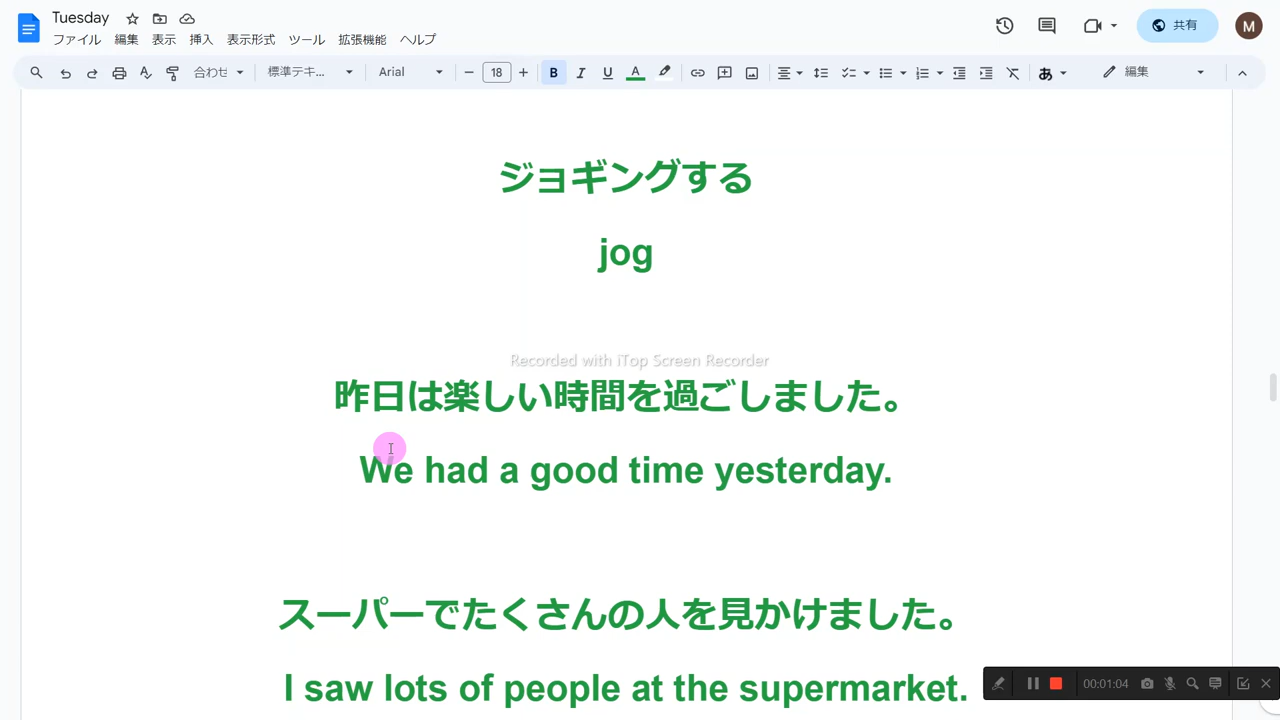 Tuesday
ファイル 編集 表示 挿入 表示形式 ツール 拡張機能 ヘルプ
共有 M
合わせ 標準テキ... Arial 18 B I U A あ 編集
ジョギングする
jog
Recorded with iTop Screen Recorder
昨日は楽しい時間を過ごしました。
We had a good time yesterday.
スーパーでたくさんの人を見かけました。
I saw lots of people at the supermarket.
00:01:04